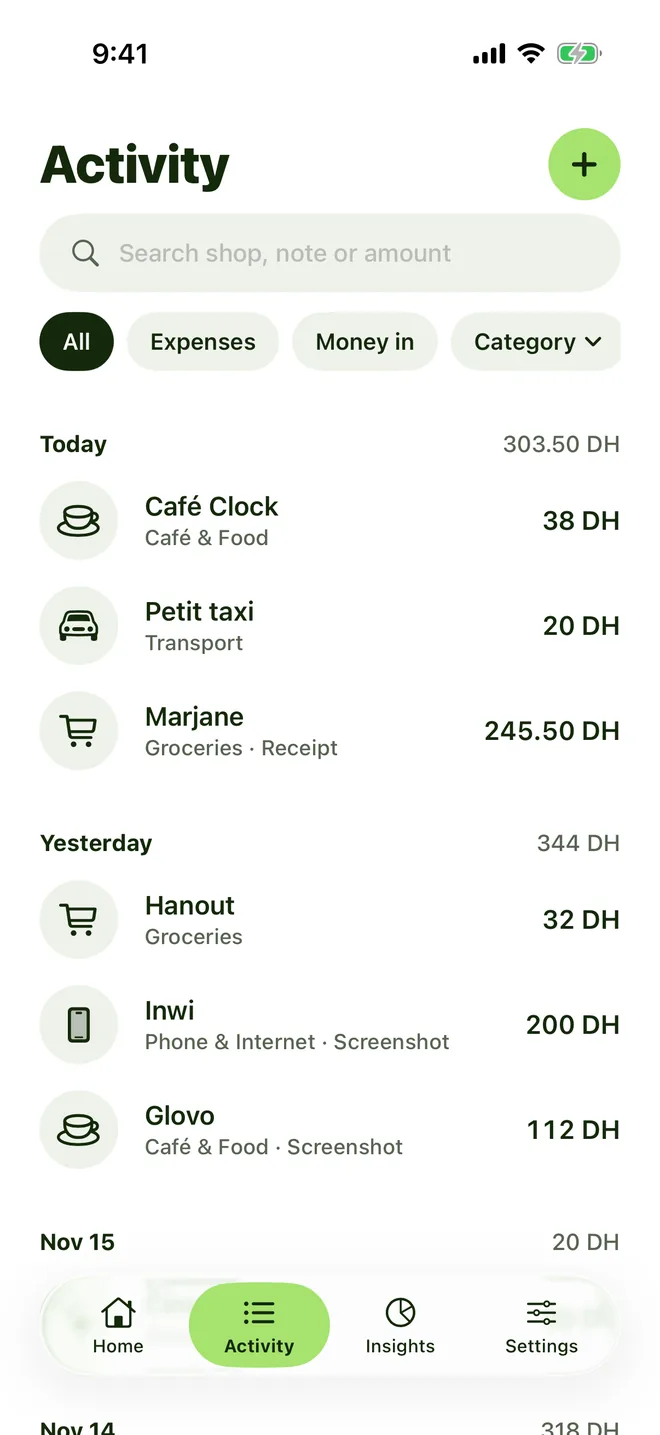 9:41
Activity
Search shop, note or amount
All
Expenses
Money in
Category
Today
303.50 DH
Café Clock
38 DH
Café & Food
Petit taxi
20 DH
Transport
Marjane
245.50 DH
Groceries · Receipt
Yesterday
344 DH
Hanout
32 DH
Groceries
Inwi
200 DH
Phone & Internet · Screenshot
Glovo
112 DH
Café & Food · Screenshot
Nov 15
20 DH
Home
Activity
Insights
Settings
Nov 14
318 DH